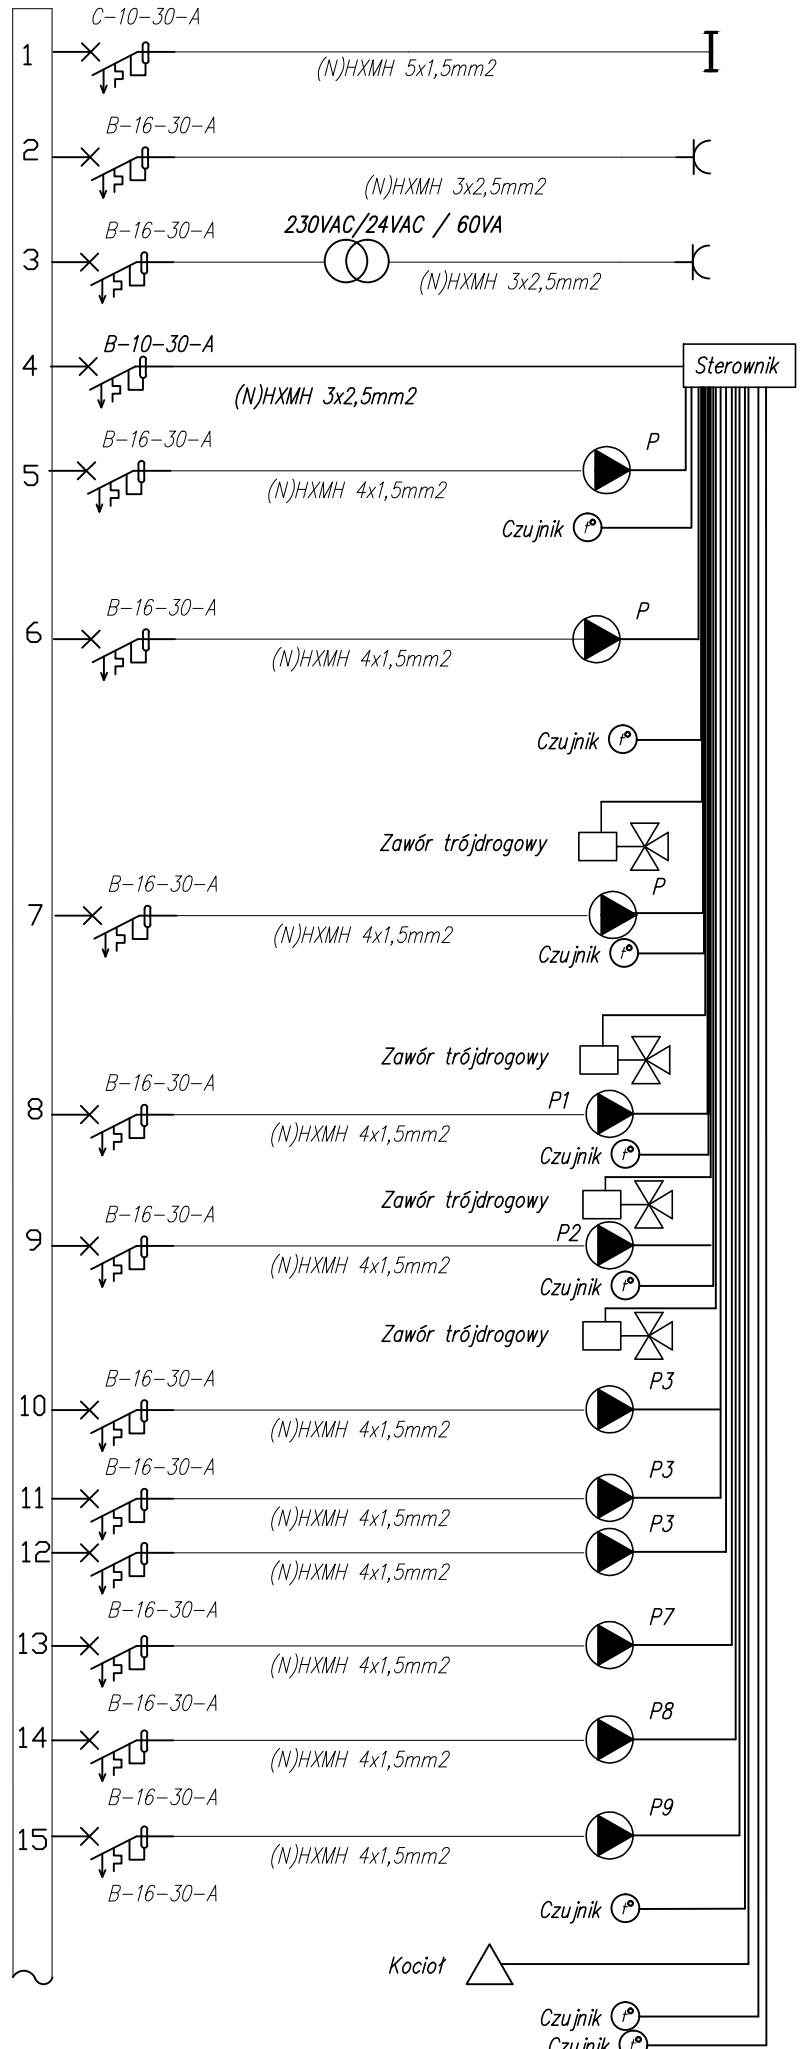 C-10-30-A
1
(N)HXMH 5x1,5mm2
B-16-30-A
2
(N)HXMH 3x2,5mm2
B-16-30-A
230VAC/24VAC / 60VA
3
(N)HXMH 3x2,5mm2
B-10-30-A
4
Sterownik
(N)HXMH 3x2,5mm2
B-16-30-A
P
5
(N)HXMH 4x1,5mm2
Czujnik t°
B-16-30-A
P
6
(N)HXMH 4x1,5mm2
Czujnik t°
Zawór trójdrogowy
B-16-30-A
P
7
(N)HXMH 4x1,5mm2
Czujnik t°
Zawór trójdrogowy
B-16-30-A
P1
8
(N)HXMH 4x1,5mm2
Czujnik t°
Zawór trójdrogowy
B-16-30-A
P2
9
(N)HXMH 4x1,5mm2
Czujnik t°
Zawór trójdrogowy
B-16-30-A
P3
10
(N)HXMH 4x1,5mm2
B-16-30-A
P3
11
(N)HXMH 4x1,5mm2
P3
12
(N)HXMH 4x1,5mm2
B-16-30-A
P7
13
(N)HXMH 4x1,5mm2
B-16-30-A
P8
14
(N)HXMH 4x1,5mm2
B-16-30-A
P9
15
(N)HXMH 4x1,5mm2
B-16-30-A
Czujnik t°
Kocioł
Czujnik t°
Czujnik t°